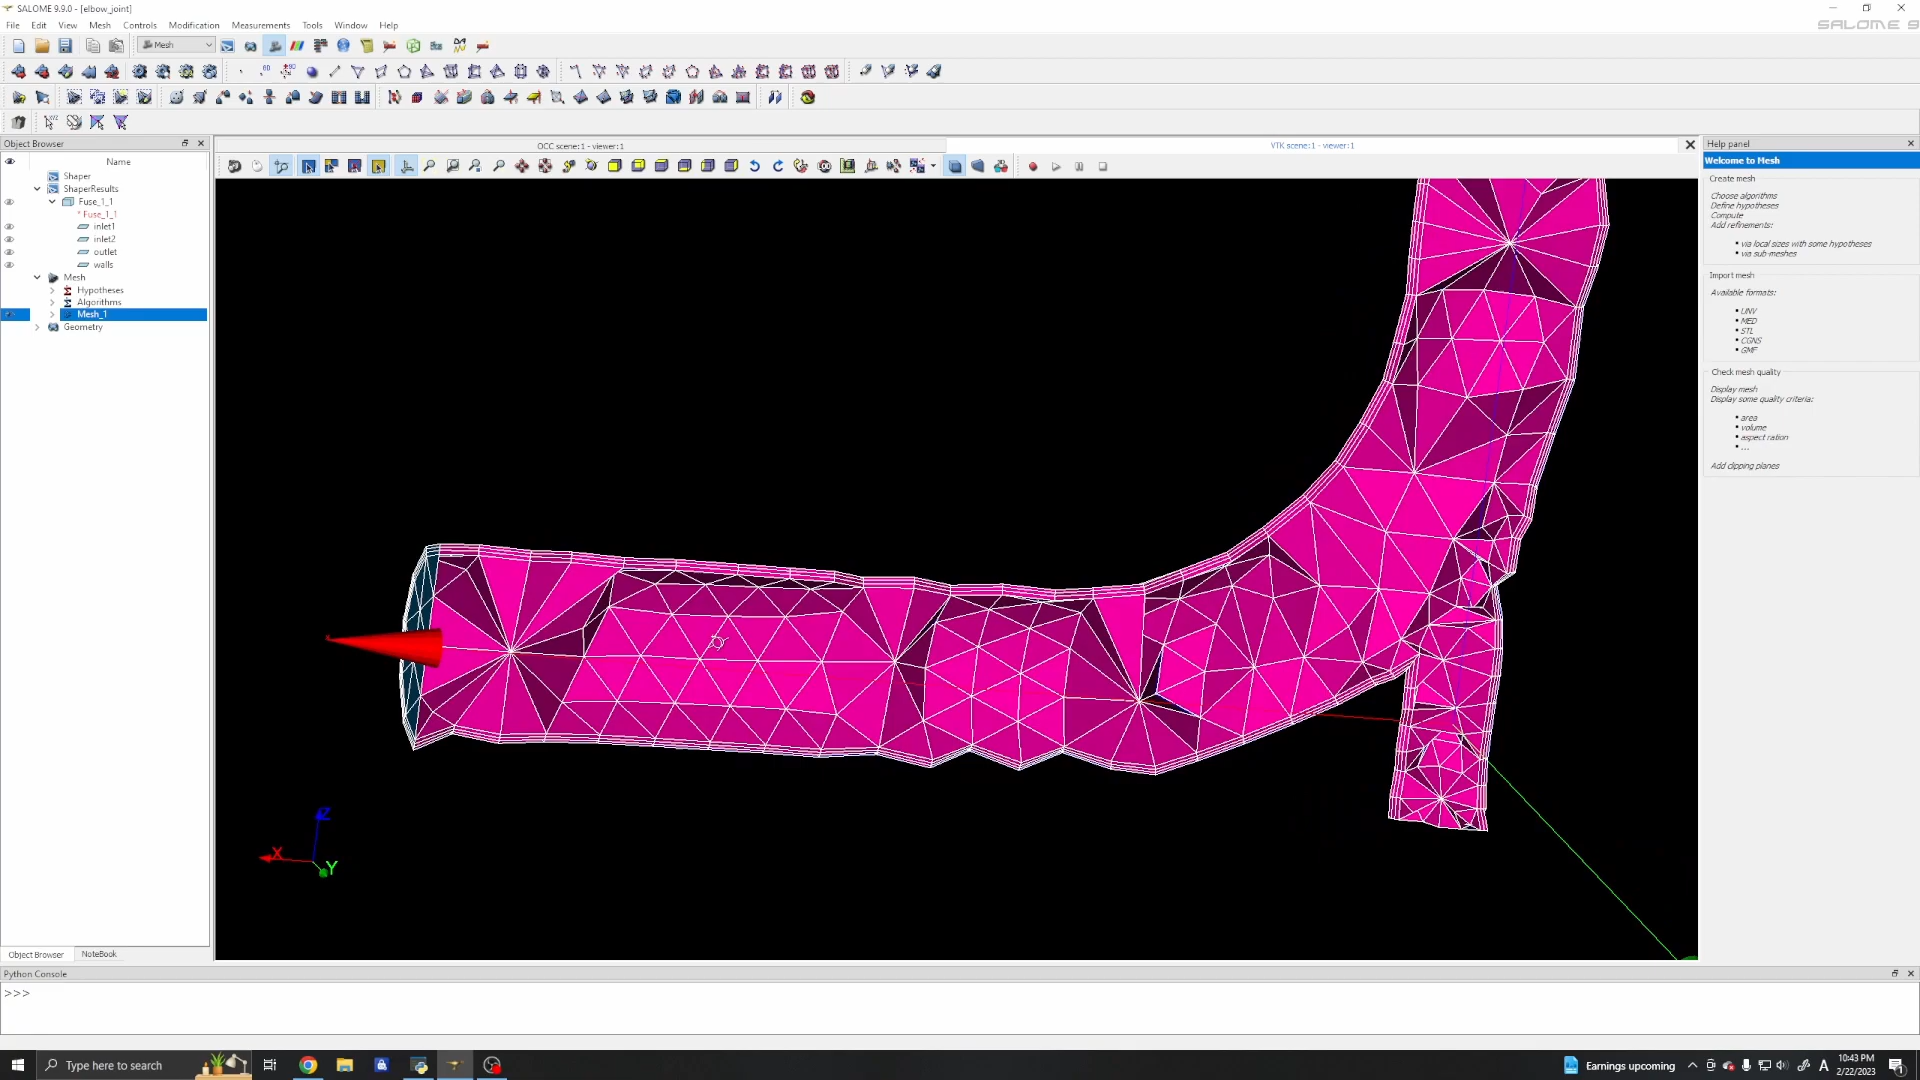 SALOME 9.9.0 - [elbow_joint]
File Edit View Mesh Controls Modification Measurements Tools Window Help
SALOME 9
Mesh
Object Browser
OCC scene:1 - viewer:1
VTK scene:1 - viewer:1
Help panel
Name
Welcome to Mesh
Shaper
ShaperResults
Fuse_1_1
* Fuse_1_1
inlet1
inlet2
outlet
walls
Mesh
Hypotheses
Algorithms
Mesh_1
Geometry
Create mesh
Choose algorithms
Define hypotheses
Compute
Add refinements:
via local sizes with some hypotheses
via sub-meshes
Import mesh
Available formats:
UNV
MED
STL
CGNS
GMF
Check mesh quality
Display mesh
Display some quality criteria:
area
volume
aspect ration
...
Add clipping planes
Z
X
Y
Object Browser NoteBook
Python Console
>>>
Type here to search
Earnings upcoming
A
10:43 PM
2/22/2023
1